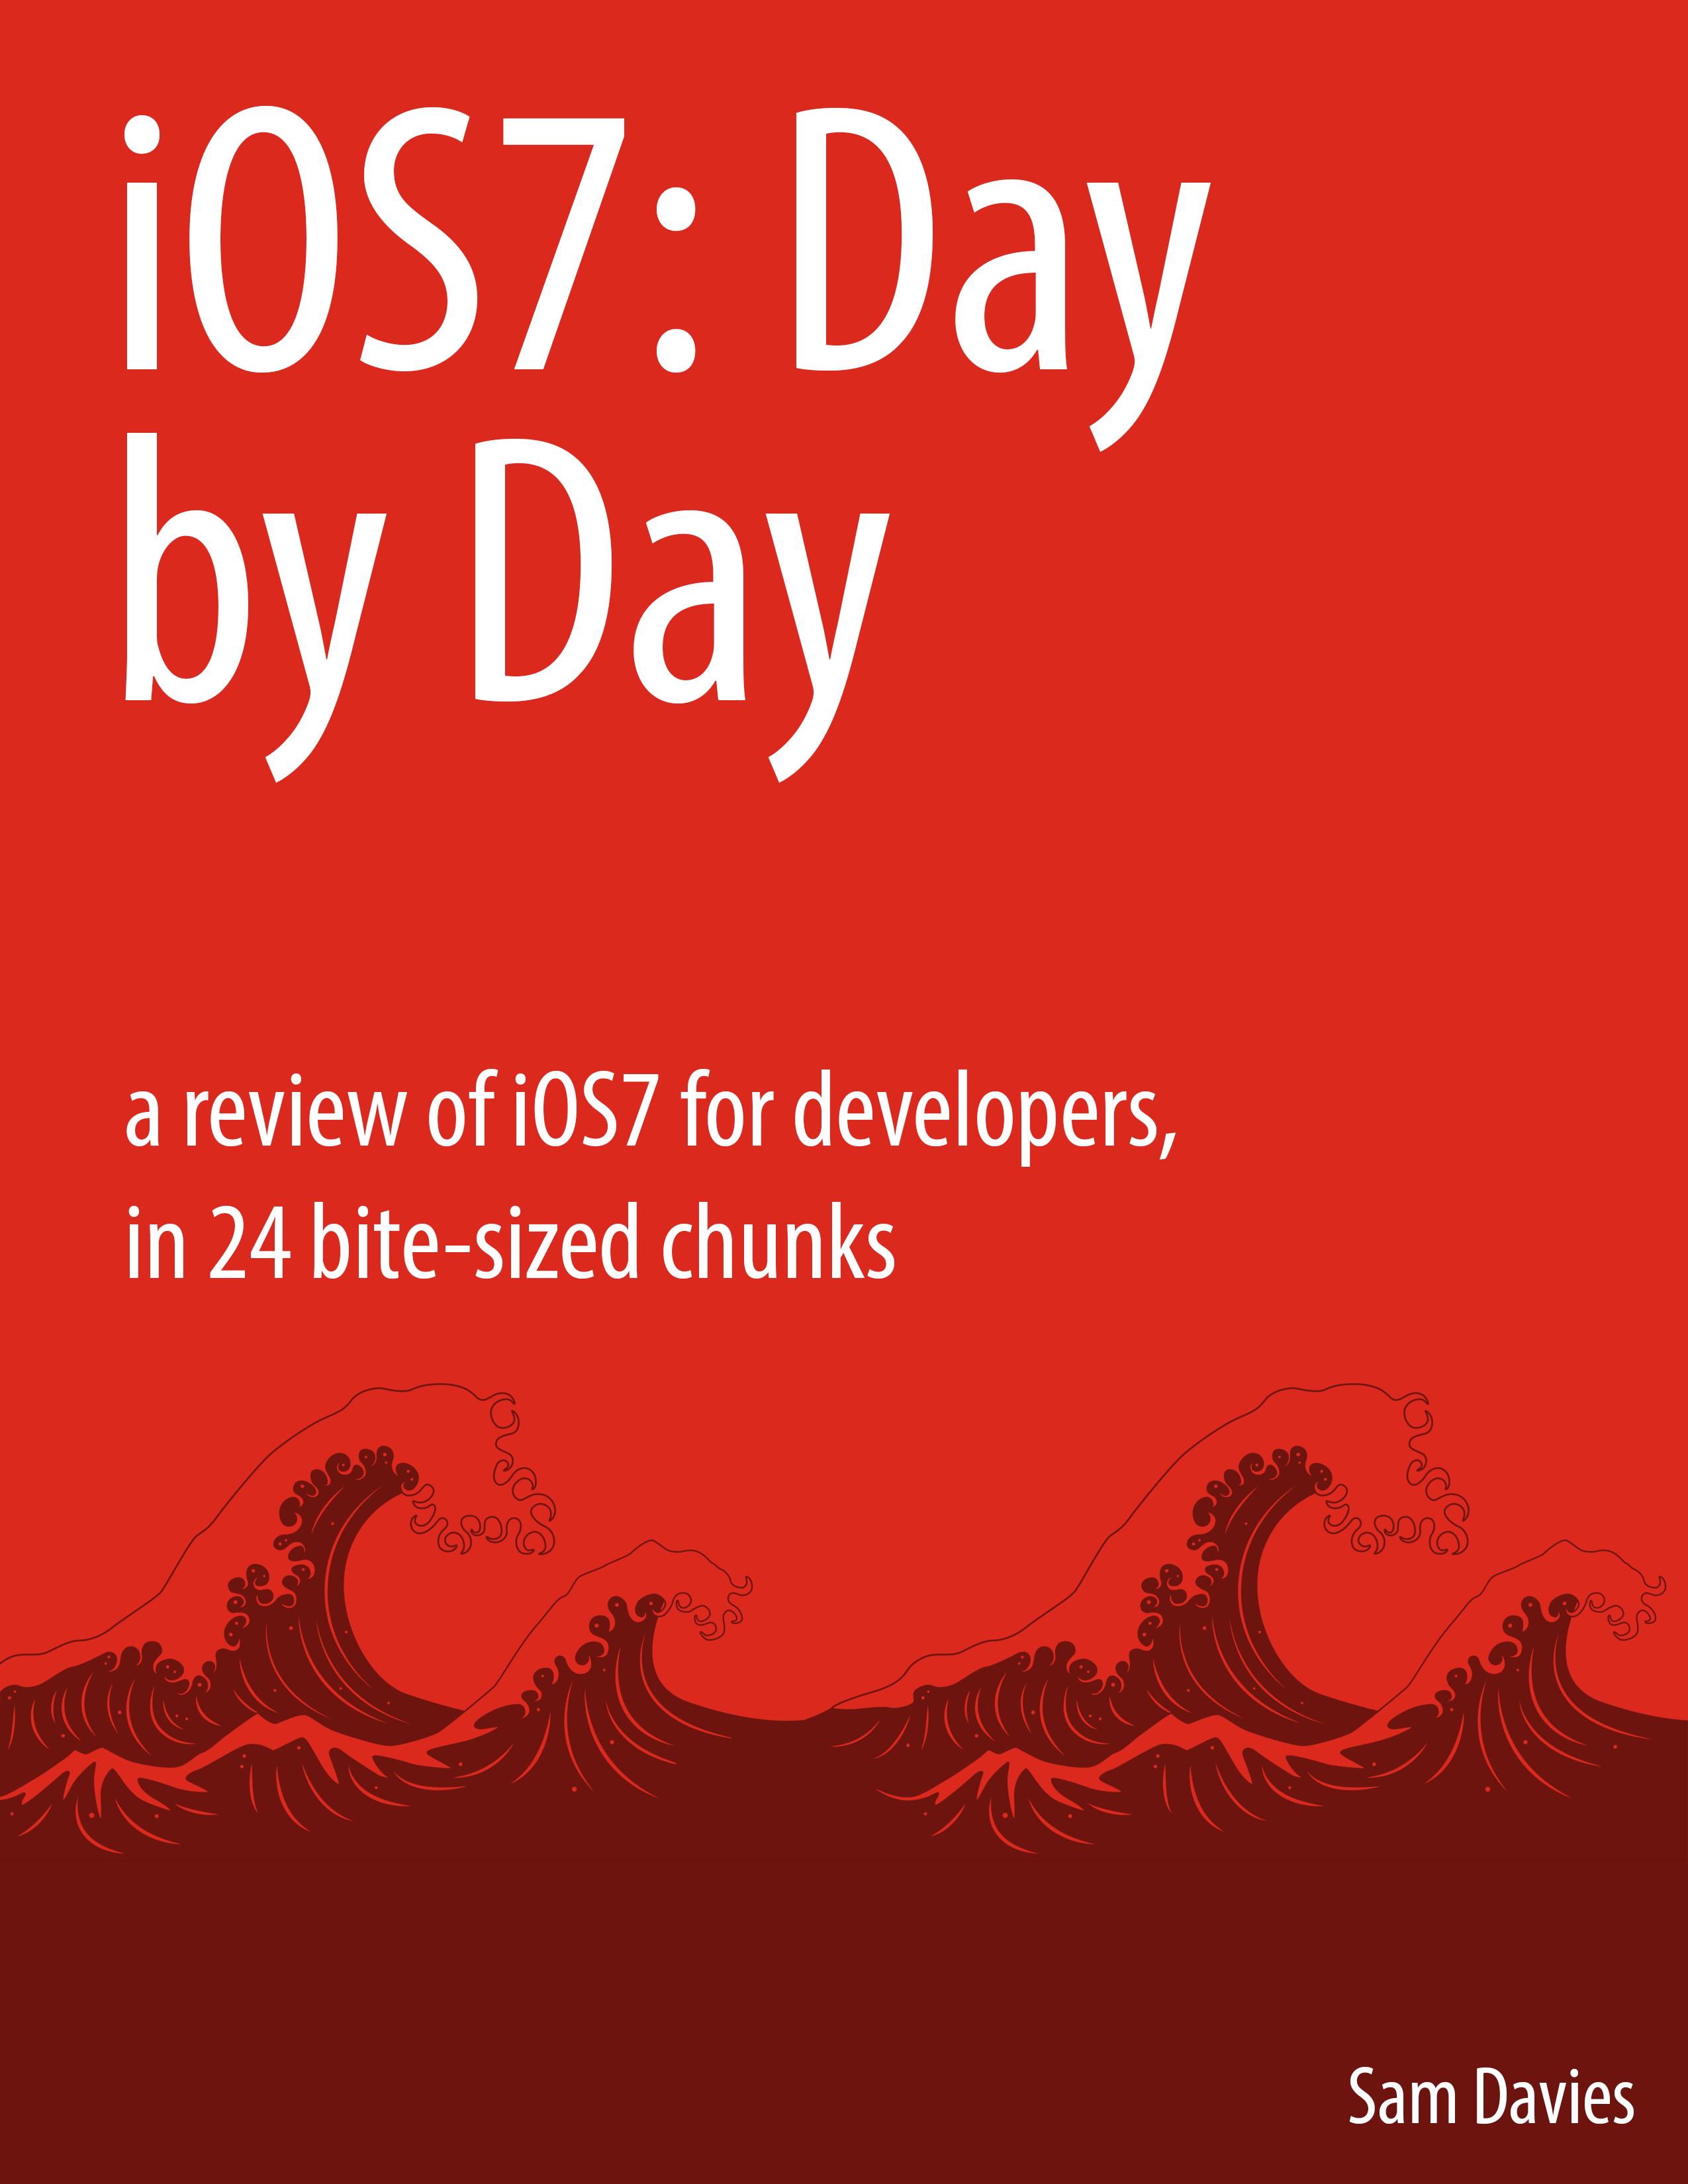 iOS7: Day
by Day
a review of iOS7 for developers,
in 24 bite-sized chunks
Sam Davies